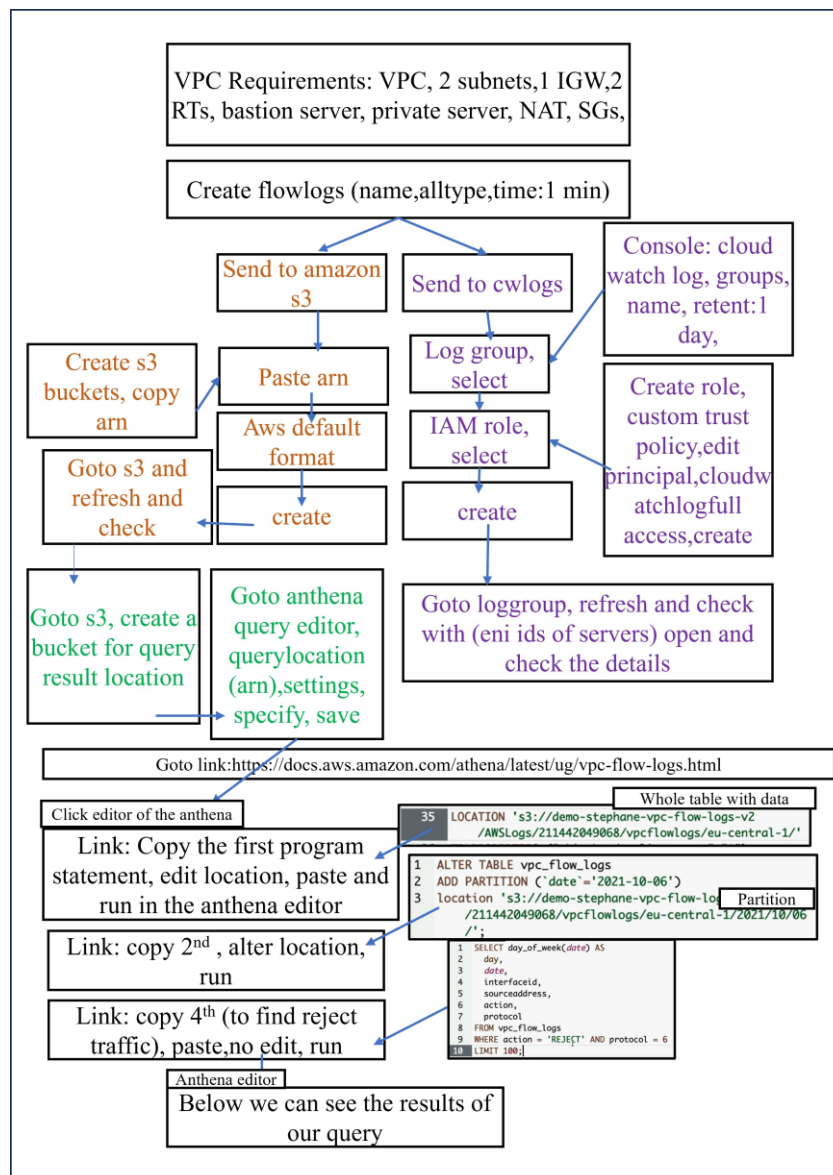 VPC Requirements: VPC, 2 subnets,1 IGW,2
RTs, bastion server, private server, NAT, SGs,
Create flowlogs (name,alltype,time:1 min)
Send to amazon
s3
Send to cwlogs
Console: cloud
watch log, groups,
name, retent:1
day,
Create s3
buckets, copy
arn
Paste arn
Log group,
select
Aws default
format
IAM role,
select
Create role,
custom trust
policy,edit
principal,cloudw
atchlogfull
access,create
Goto s3 and
refresh and
check
create
create
Goto s3, create a
bucket for query
result location
Goto anthena
query editor,
querylocation
(arn),settings,
specify, save
Goto loggroup, refresh and check
with (eni ids of servers) open and
check the details
Goto link:https://docs.aws.amazon.com/athena/latest/ug/vpc-flow-logs.html
Click editor of the anthena
Whole table with data
35 LOCATION 's3://demo-stephane-vpc-flow-logs-v2
/AWSLogs/211442049068/vpcflowlogs/eu-central-1/'
Link: Copy the first program
statement, edit location, paste and
run in the anthena editor
1 ALTER TABLE vpc_flow_logs
2 ADD PARTITION (`date`='2021-10-06')
3 location 's3://demo-stephane-vpc-flow-log
Partition
/211442049068/vpcflowlogs/eu-central-1/2021/10/06
/';
Link: copy 2nd , alter location,
run
1 SELECT day_of_week(date) AS
2 day,
3 date,
4 interfaceid,
5 sourceaddress,
6 action,
7 protocol
8 FROM vpc_flow_logs
9 WHERE action = 'REJECT' AND protocol = 6
10 LIMIT 100;
Link: copy 4th (to find reject
traffic), paste,no edit, run
Anthena editor
Below we can see the results of
our query